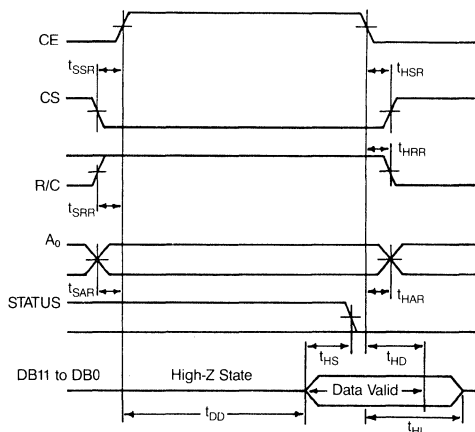 CE
tSSR
tHSR
CS
tHRR
R/C
tSRR
A0
tSAR
tHAR
STATUS
tHS
tHD
DB11 to DB0
High-Z State
Data Valid
tDD
tHL